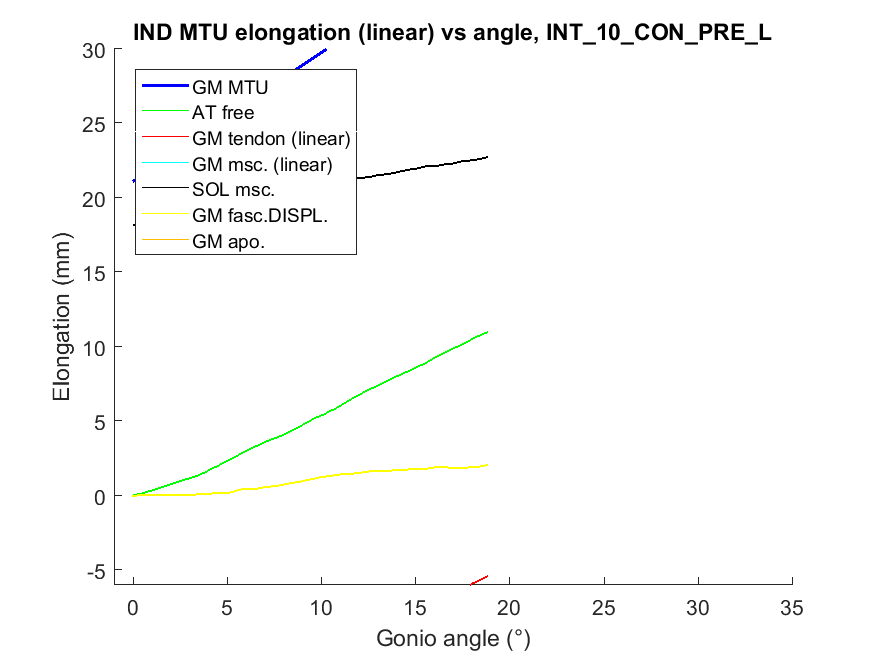 IND MTU elongation (linear) vs angle, INT_10_CON_PRE_L
30
25
20
15
10
5
0
-5
Elongation (mm)
GM MTU
AT free
GM tendon (linear)
GM msc. (linear)
SOL msc.
GM fasc.DISPL.
GM apo.
0 5 10 15 20 25 30 35
Gonio angle (°)